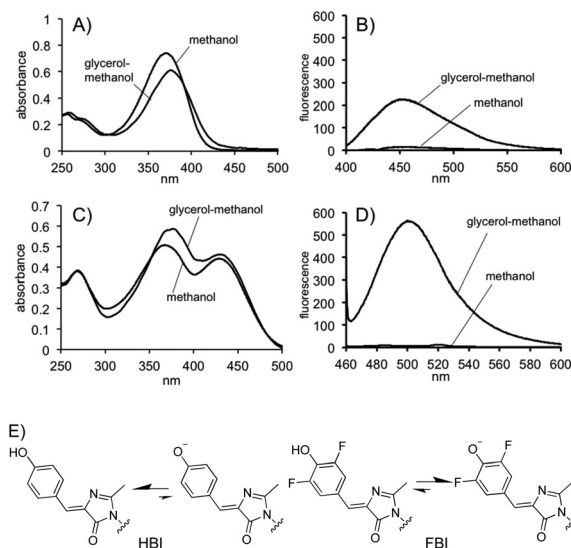 A)
absorbance
1
0.8
0.6
0.4
0.2
0
methanol
glycerol-
methanol
250 300 350 400 450 500
nm
B)
fluorescence
600
500
400
300
200
100
0
glycerol-methanol
methanol
400 450 500 550 600
nm
C)
absorbance
0.7
0.6
0.5
0.4
0.3
0.2
0.1
0
glycerol-methanol
methanol
250 300 350 400 450 500
nm
D)
fluorescence
600
500
400
300
200
100
0
glycerol-methanol
methanol
460 480 500 520 540 560 580 600
nm
E)
HO
N
N
O
HBI
O⁻
N
N
O
HO
F
F
N
N
O
FBI
O⁻
F
F
N
N
O